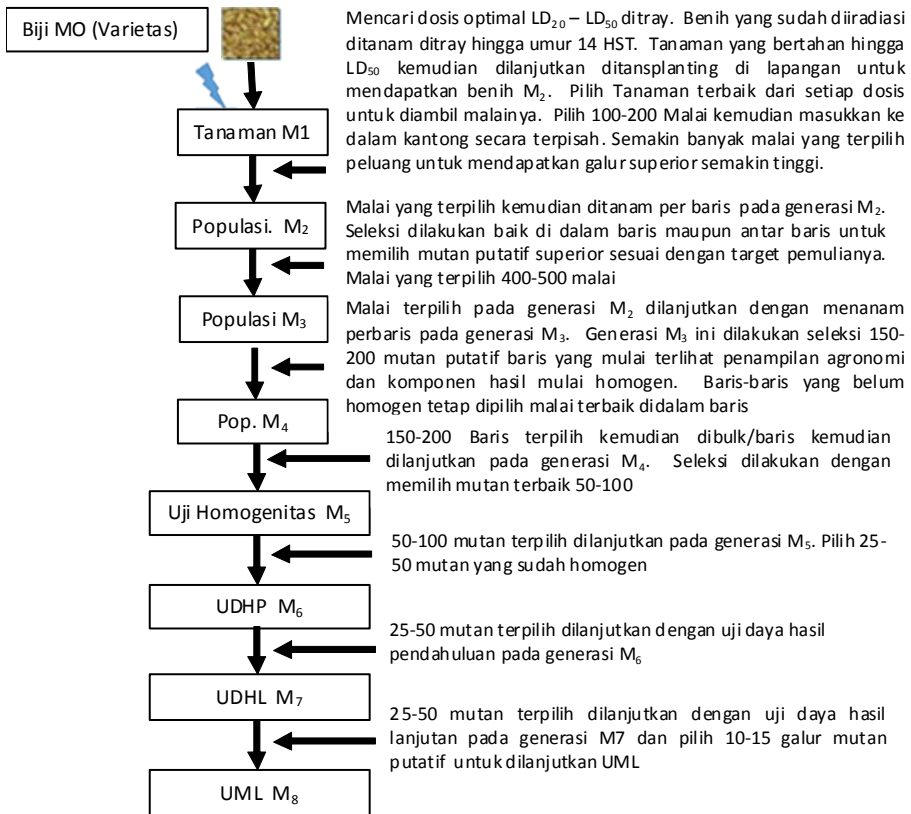 Biji MO (Varietas)
Mencari dosis optimal LD₂₀ – LD₅₀ ditray. Benih yang sudah diiradiasi
ditanam ditray hingga umur 14 HST. Tanaman yang bertahan hingga
LD₅₀ kemudian dilanjutkan ditansplanting di lapangan untuk
mendapatkan benih M₂. Pilih Tanaman terbaik dari setiap dosis
untuk diambil malainya. Pilih 100-200 Malai kemudian masukkan ke
dalam kantong secara terpisah. Semakin banyak malai yang terpilih
peluang untuk mendapatkan galur superior semakin tinggi.
Tanaman M1
Malai yang terpilih kemudian ditanam per baris pada generasi M₂.
Seleksi dilakukan baik di dalam baris maupun antar baris untuk
memilih mutan putatif superior sesuai dengan target pemulianya.
Malai yang terpilih 400-500 malai
Populasi. M₂
Malai terpilih pada generasi M₂ dilanjutkan dengan menanam
perbaris pada generasi M₃. Generasi M₃ ini dilakukan seleksi 150-
200 mutan putatif baris yang mulai terlihat penampilan agronomi
dan komponen hasil mulai homogen. Baris-baris yang belum
homogen tetap dipilih malai terbaik didalam baris
Populasi M₃
Pop. M₄
150-200 Baris terpilih kemudian dibulk/baris kemudian
dilanjutkan pada generasi M₄. Seleksi dilakukan dengan
memilih mutan terbaik 50-100
Uji Homogenitas M₅
50-100 mutan terpilih dilanjutkan pada generasi M₅. Pilih 25-
50 mutan yang sudah homogen
UDHP M₆
25-50 mutan terpilih dilanjutkan dengan uji daya hasil
pendahuluan pada generasi M₆
UDHL M₇
25-50 mutan terpilih dilanjutkan dengan uji daya hasil
lanjutan pada generasi M7 dan pilih 10-15 galur mutan
putatif untuk dilanjutkan UML
UML M₈